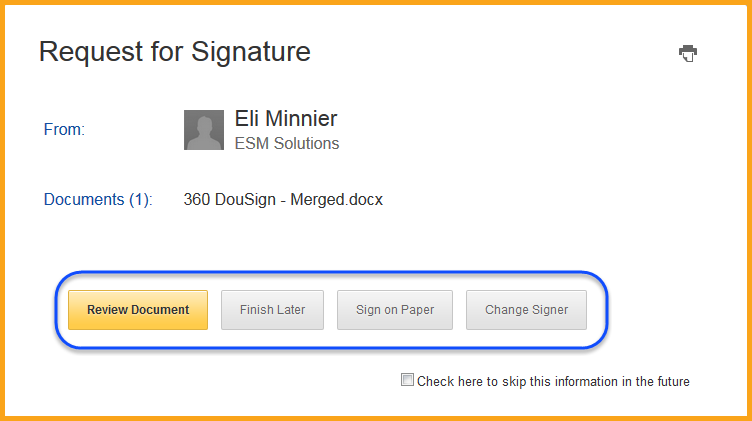 Request for Signature
From:
Eli Minnier
ESM Solutions
Documents (1):
360 DouSign - Merged.docx
Review Document
Finish Later
Sign on Paper
Change Signer
Check here to skip this information in the future